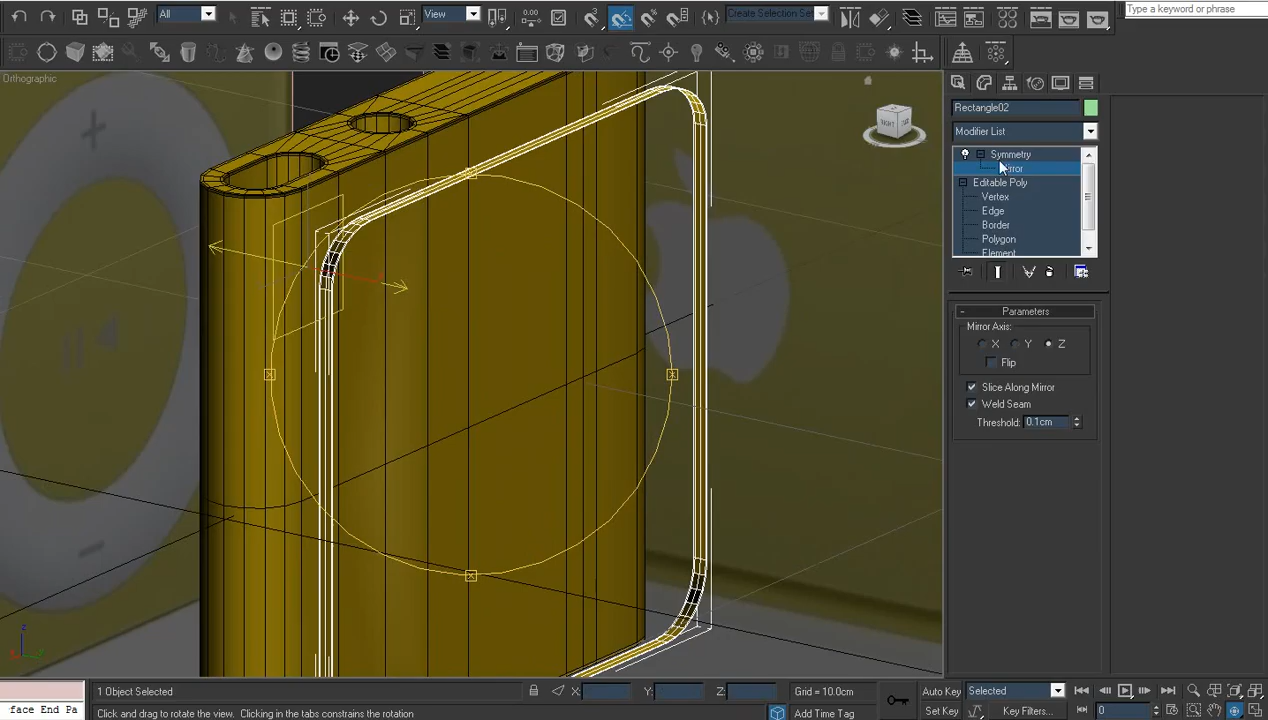 All
View
Create Selection Set
Type a keyword or phrase
Orthographic
RIGHT
Rectangle02
Modifier List
Symmetry
Mirror
Editable Poly
Vertex
Edge
Border
Polygon
Element
Parameters
Mirror Axis:
X Y Z
Flip
Slice Along Mirror
Weld Seam
Threshold: 0.1cm
z
1 Object Selected
X: Y: Z:
Grid = 10.0cm
Auto Key
Selected
face End Pa
Click and drag to rotate the view. Clicking in the tabs constrains the rotation
Add Time Tag
Set Key
Key Filters...
0